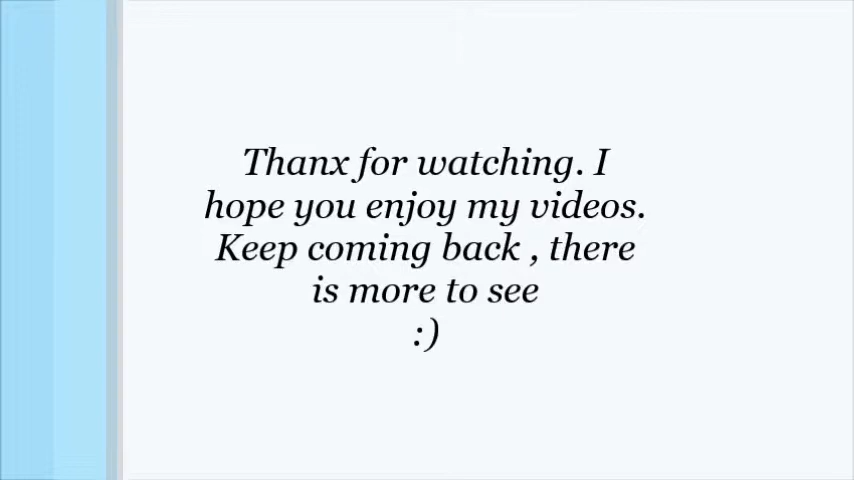 Thanx for watching. I
hope you enjoy my videos.
Keep coming back , there
is more to see
:)